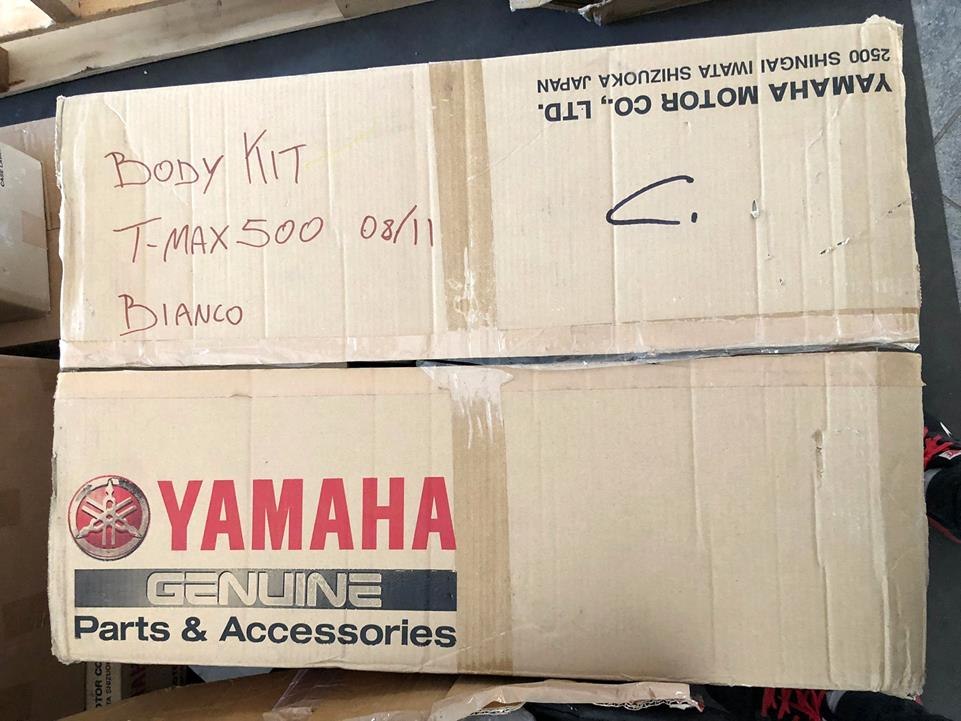 BODY KIT
T-MAX 500 08/11
BIANCO
YAMAHA MOTOR CO., LTD.
2500 SHINGAI IWATA SHIZUOKA JAPAN
C.
YAMAHA
GENUINE
Parts & Accessories